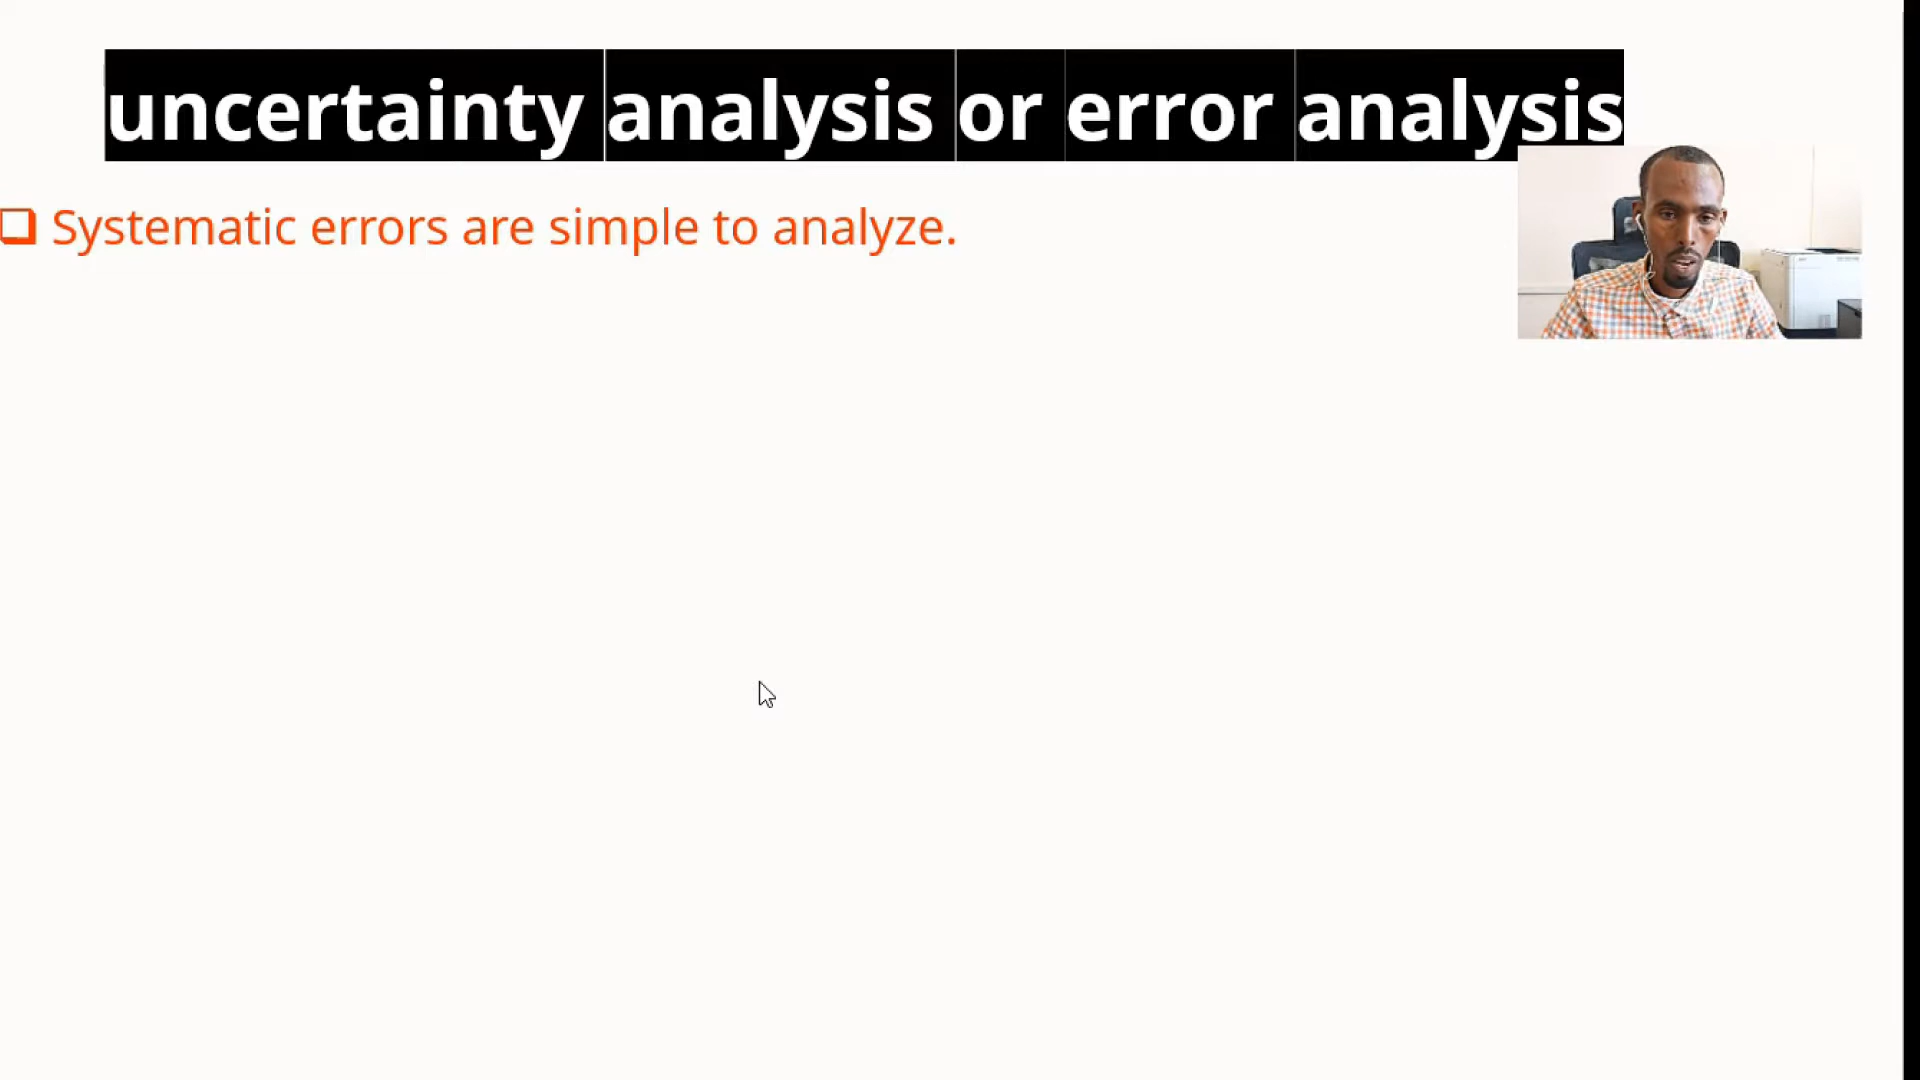 uncertainty analysis or error analysis
❑ Systematic errors are simple to analyze.